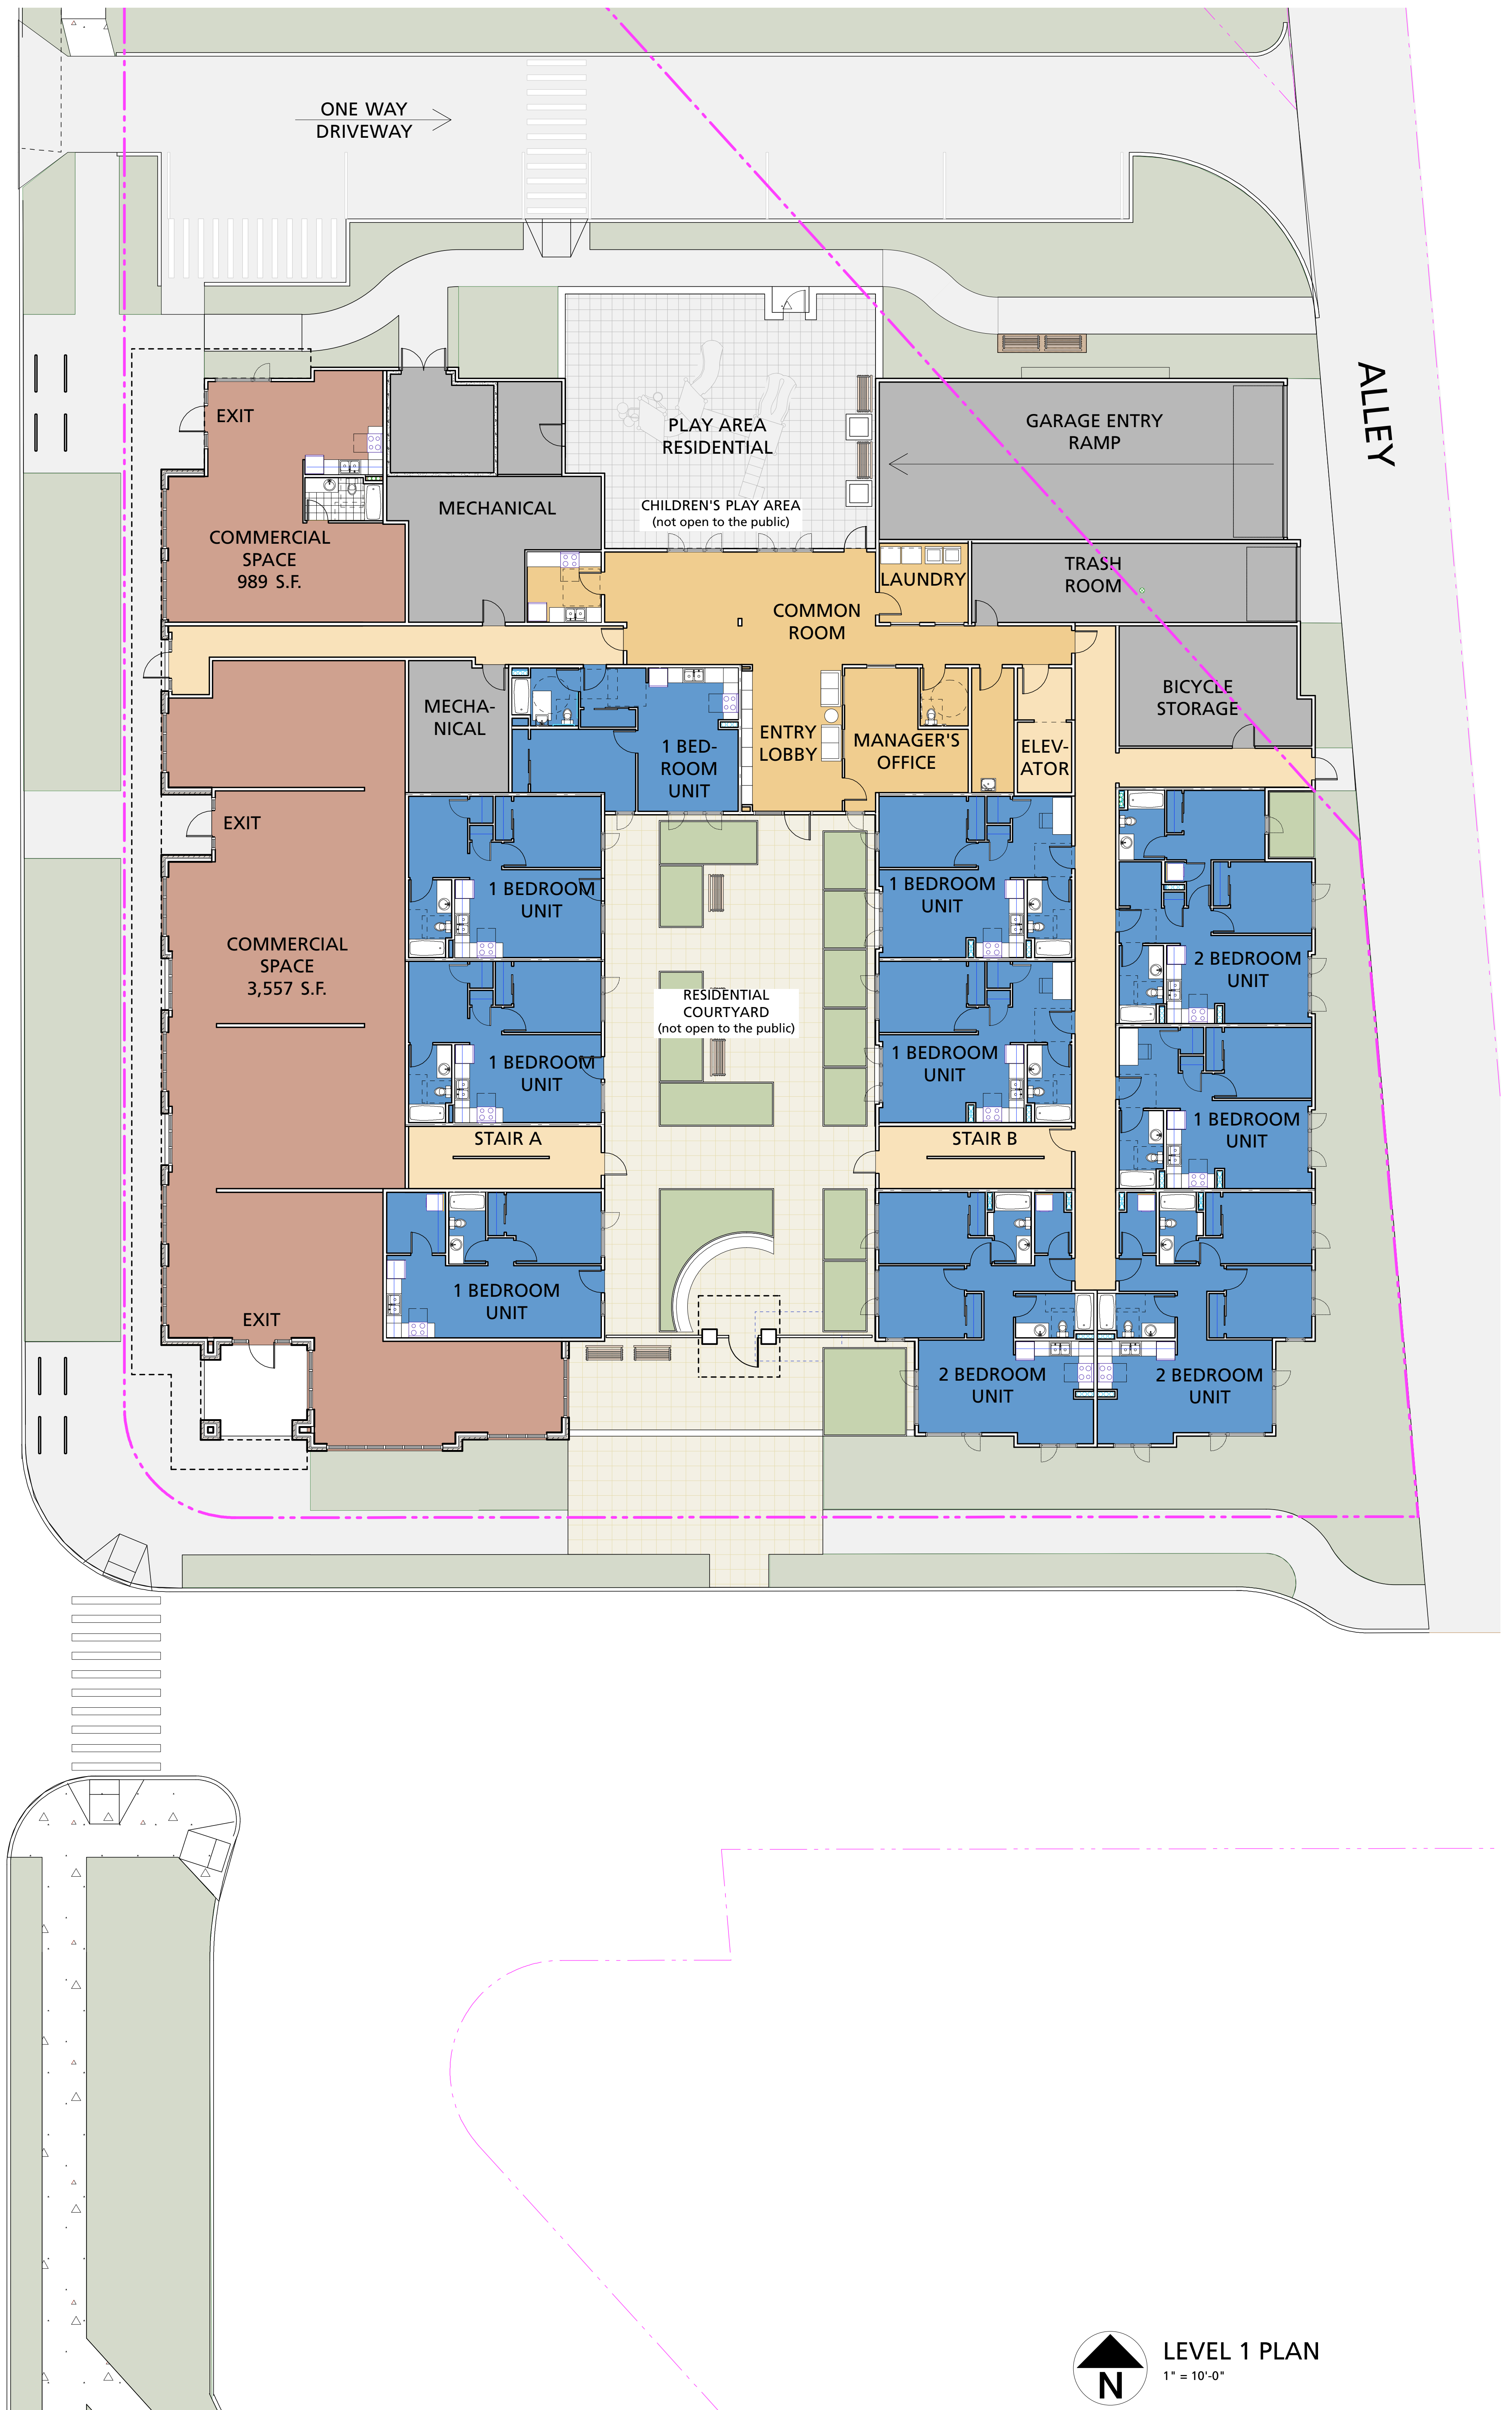 ONE WAY
DRIVEWAY
ALLEY
EXIT
PLAY AREA
RESIDENTIAL
GARAGE ENTRY
RAMP
MECHANICAL
CHILDREN'S PLAY AREA
(not open to the public)
COMMERCIAL
SPACE
989 S.F.
LAUNDRY
TRASH
ROOM
COMMON
ROOM
MECHA-
NICAL
1 BED-
ROOM
UNIT
ENTRY
LOBBY
MANAGER'S
OFFICE
ELEV-
ATOR
BICYCLE
STORAGE
EXIT
1 BEDROOM
UNIT
1 BEDROOM
UNIT
COMMERCIAL
SPACE
3,557 S.F.
2 BEDROOM
UNIT
RESIDENTIAL
COURTYARD
(not open to the public)
1 BEDROOM
UNIT
1 BEDROOM
UNIT
1 BEDROOM
UNIT
STAIR A
STAIR B
1 BEDROOM
UNIT
EXIT
2 BEDROOM
UNIT
2 BEDROOM
UNIT
N
LEVEL 1 PLAN
1" = 10'-0"